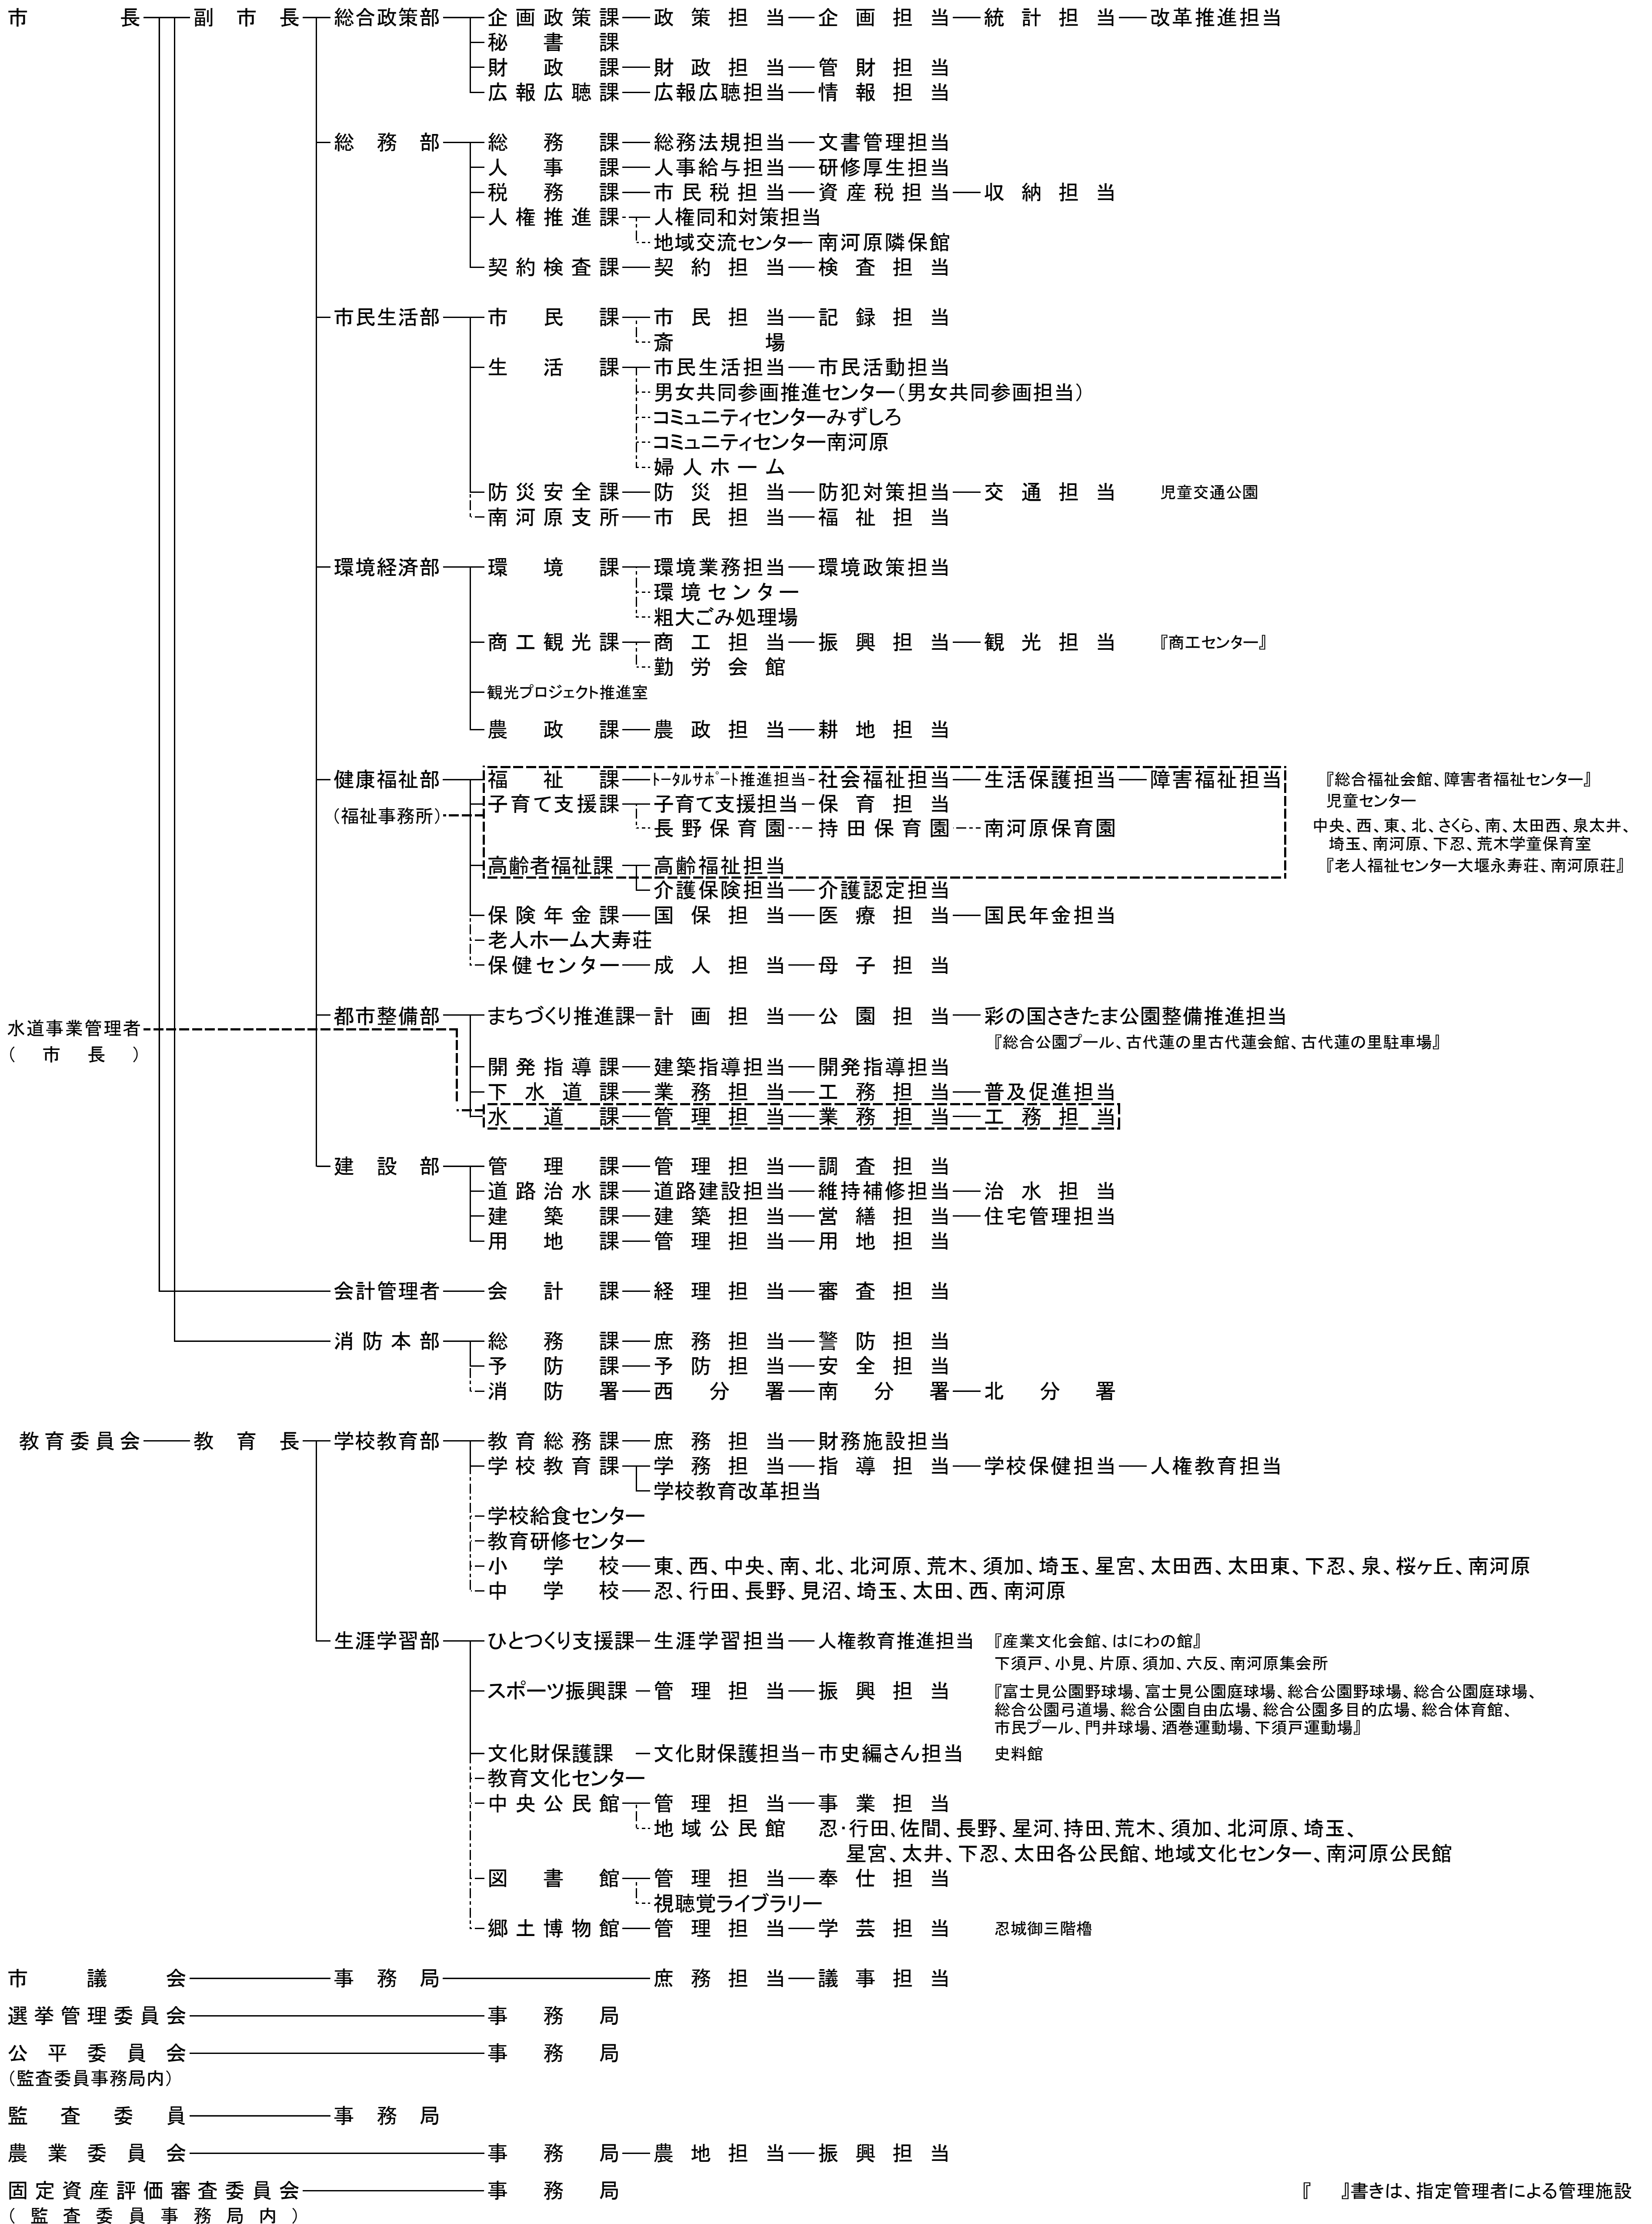 市長 副市長 総合政策部 企画政策課 政策担当 企画担当 統計担当 改革推進担当
秘書課
財政課 財政担当 管財担当
広報広聴課 広報広聴担当 情報担当
総務部 総務課 総務法規担当 文書管理担当
人事課 人事給与担当 研修厚生担当
税務課 市民税担当 資産税担当 収納担当
人権推進課 人権同和対策担当
地域交流センター 南河原隣保館
契約検査課 契約担当 検査担当
市民生活部 市民課 市民担当 記録担当
斎場
生活課 市民生活担当 市民活動担当
男女共同参画推進センター(男女共同参画担当)
コミュニティセンターみずしろ
コミュニティセンター南河原
婦人ホーム
防災安全課 防災担当 防犯対策担当 交通担当 児童交通公園
南河原支所 市民担当 福祉担当
環境経済部 環境課 環境業務担当 環境政策担当
環境センター
粗大ごみ処理場
商工観光課 商工担当 振興担当 観光担当 『商工センター』
勤労会館
観光プロジェクト推進室
農政課 農政担当 耕地担当
健康福祉部 福祉課 トータルサポート推進担当 社会福祉担当 生活保護担当 障害福祉担当 『総合福祉会館、障害者福祉センター』
子育て支援課 子育て支援担当 保育担当 児童センター
(福祉事務所)
長野保育園 持田保育園 南河原保育園 中央、西、東、北、さくら、南、太田西、泉太井、
埼玉、南河原、下忍、荒木学童保育室
高齢者福祉課 高齢福祉担当 『老人福祉センター大堰永寿荘、南河原荘』
介護保険担当 介護認定担当
保険年金課 国保担当 医療担当 国民年金担当
老人ホーム大寿荘
保健センター 成人担当 母子担当
都市整備部 まちづくり推進課 計画担当 公園担当 彩の国さきたま公園整備推進担当
水道事業管理者
『総合公園プール、古代蓮の里古代蓮会館、古代蓮の里駐車場』
(市長)
開発指導課 建築指導担当 開発指導担当
下水道課 業務担当 工務担当 普及促進担当
水道課 管理担当 業務担当 工務担当
建設部 管理課 管理担当 調査担当
道路治水課 道路建設担当 維持補修担当 治水担当
建築課 建築担当 営繕担当 住宅管理担当
用地課 管理担当 用地担当
会計管理者 会計課 経理担当 審査担当
消防本部 総務課 庶務担当 警防担当
予防課 予防担当 安全担当
消防署 西分署 南分署 北分署
教育委員会 教育長 学校教育部 教育総務課 庶務担当 財務施設担当
学校教育課 学務担当 指導担当 学校保健担当 人権教育担当
学校教育改革担当
学校給食センター
教育研修センター
小学校 東、西、中央、南、北、北河原、荒木、須加、埼玉、星宮、太田西、太田東、下忍、泉、桜ヶ丘、南河原
中学校 忍、行田、長野、見沼、埼玉、太田、西、南河原
生涯学習部 ひとつくり支援課 生涯学習担当 人権教育推進担当 『産業文化会館、はにわの館』
下須戸、小見、片原、須加、六反、南河原集会所
スポーツ振興課 管理担当 振興担当 『富士見公園野球場、富士見公園庭球場、総合公園野球場、総合公園庭球場、
総合公園弓道場、総合公園自由広場、総合公園多目的広場、総合体育館、
市民プール、門井球場、酒巻運動場、下須戸運動場』
文化財保護課 文化財保護担当 市史編さん担当 史料館
教育文化センター
中央公民館 管理担当 事業担当
地域公民館 忍・行田、佐間、長野、星河、持田、荒木、須加、北河原、埼玉、
星宮、太井、下忍、太田各公民館、地域文化センター、南河原公民館
図書館 管理担当 奉仕担当
視聴覚ライブラリー
郷土博物館 管理担当 学芸担当 忍城御三階櫓
市議会 事務局 庶務担当 議事担当
選挙管理委員会 事務局
公平委員会 事務局
(監査委員事務局内)
監査委員 事務局
農業委員会 事務局 農地担当 振興担当
固定資産評価審査委員会 事務局 『 』書きは、指定管理者による管理施設
(監査委員事務局内)